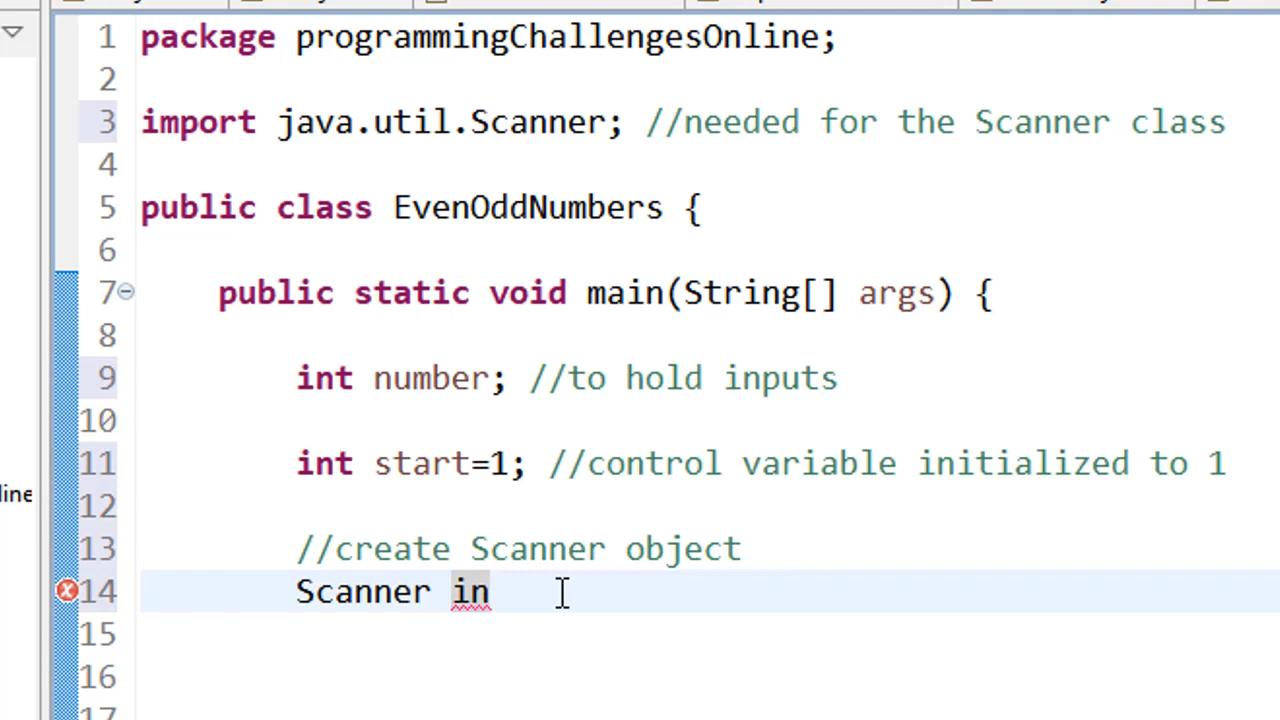 1 package programmingChallengesOnline;
2
3 import java.util.Scanner; //needed for the Scanner class
4
5 public class EvenOddNumbers {
6
7 public static void main(String[] args) {
8
9 int number; //to hold inputs
10
11 int start=1; //control variable initialized to 1
12
line
13 //create Scanner object
14 Scanner in
15
16
17